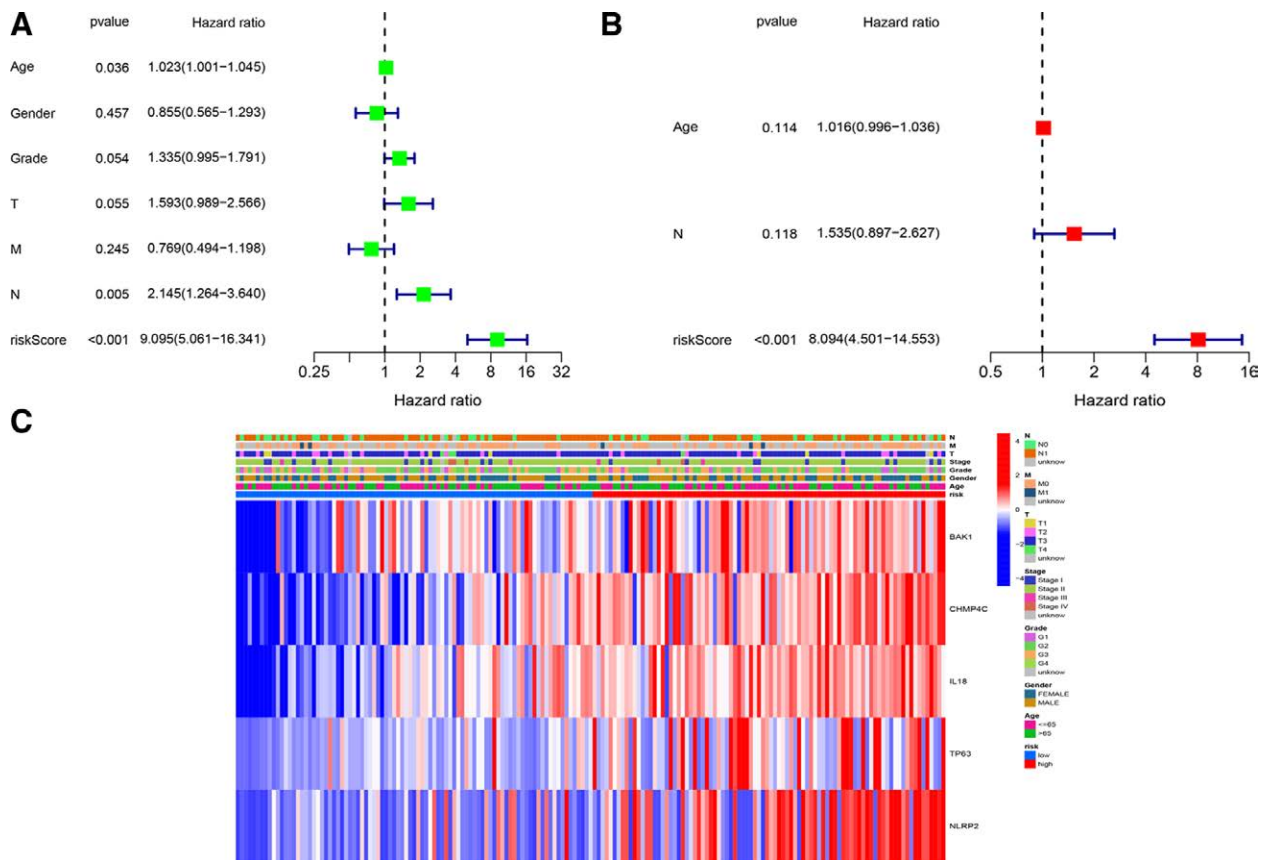 A
pvalue Hazard ratio
Age 0.036 1.023(1.001−1.045)
Gender 0.457 0.855(0.565−1.293)
Grade 0.054 1.335(0.995−1.791)
T 0.055 1.593(0.989−2.566)
M 0.245 0.769(0.494−1.198)
N 0.005 2.145(1.264−3.640)
riskScore <0.001 9.095(5.061−16.341)
0.25 1 2 4 8 16 32
Hazard ratio
B
pvalue Hazard ratio
Age 0.114 1.016(0.996−1.036)
N 0.118 1.535(0.897−2.627)
riskScore <0.001 8.094(4.501−14.553)
0.5 1 2 4 8 16
Hazard ratio
C
N
M
T
Stage
Grade
Gender
Age
risk
BAK1
CHMP4C
IL18
TP63
NLRP2
4
2
0
−2
−4
N
N0
N1
unknow
M
M0
M1
unknow
T
T1
T2
T3
T4
unknow
Stage
Stage I
Stage II
Stage III
Stage IV
unknow
Grade
G1
G2
G3
G4
unknow
Gender
FEMALE
MALE
Age
<=65
>65
risk
low
high